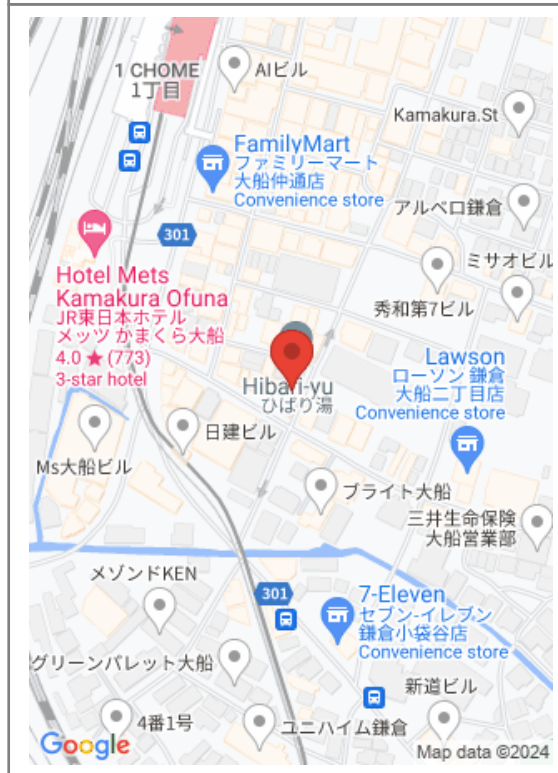 1 CHOME
1丁目
AIビル
Kamakura.St
FamilyMart
ファミリーマート
大船仲通店
Convenience store
アルベロ鎌倉
301
ミサオビル
Hotel Mets
Kamakura Ofuna
JR東日本ホテル
メッツ かまくら大船
4.0 ★ (773)
3-star hotel
秀和第7ビル
Lawson
ローソン 鎌倉
大船二丁目店
Convenience store
Hibari-yu
ひばり湯
日建ビル
Ms大船ビル
ブライト大船
三井生命保険
大船営業部
メゾンドKEN
301
7-Eleven
セブン-イレブン
鎌倉小袋谷店
Convenience store
グリーンパレット大船
新道ビル
4番1号
ユニハイム鎌倉
Google
Map data ©2024